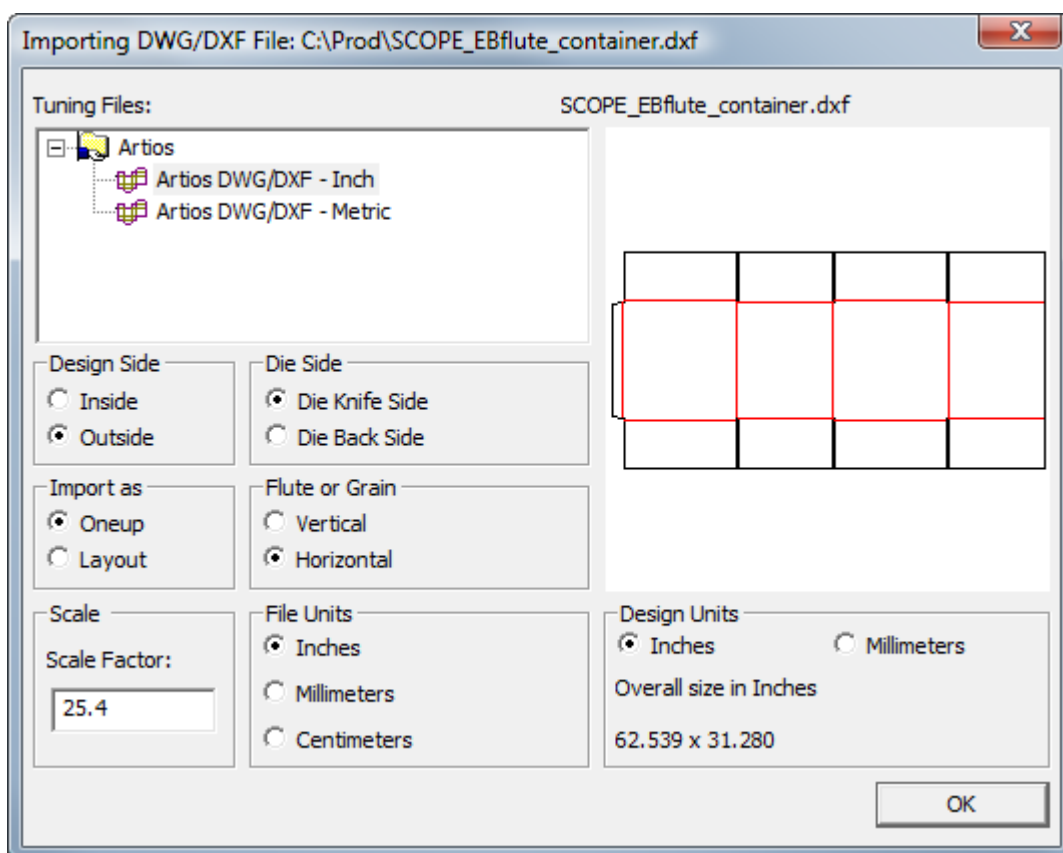 Importing DWG/DXF File: C:\Prod\SCOPE_EBflute_container.dxf
Tuning Files:
SCOPE_EBflute_container.dxf
Artios
Artios DWG/DXF - Inch
Artios DWG/DXF - Metric
Design Side
Inside
Outside
Die Side
Die Knife Side
Die Back Side
Import as
Oneup
Layout
Flute or Grain
Vertical
Horizontal
Scale
Scale Factor:
25.4
File Units
Inches
Millimeters
Centimeters
Design Units
Inches
Millimeters
Overall size in Inches
62.539 x 31.280
OK